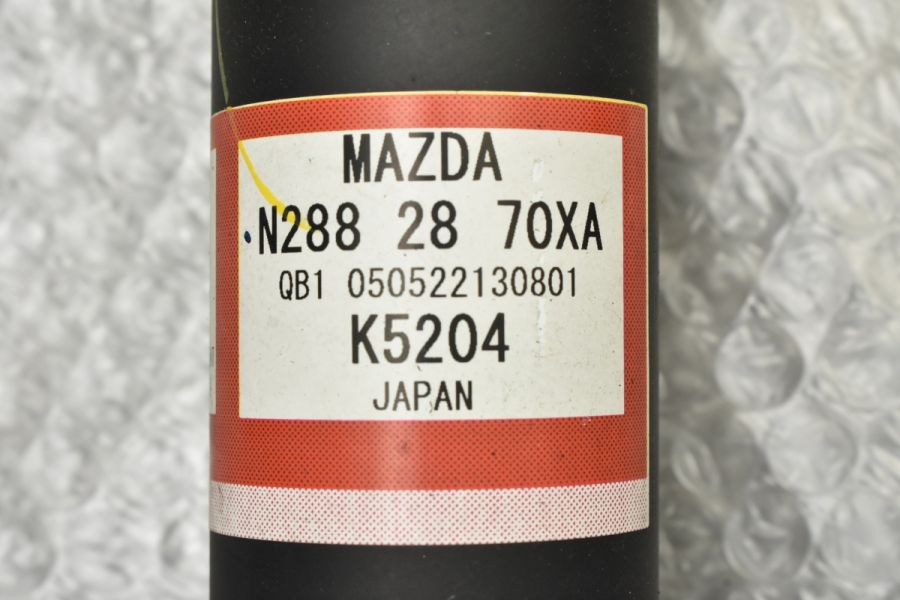 MAZDA
N288 28 70XA
QB1 050522130801
K5204
JAPAN